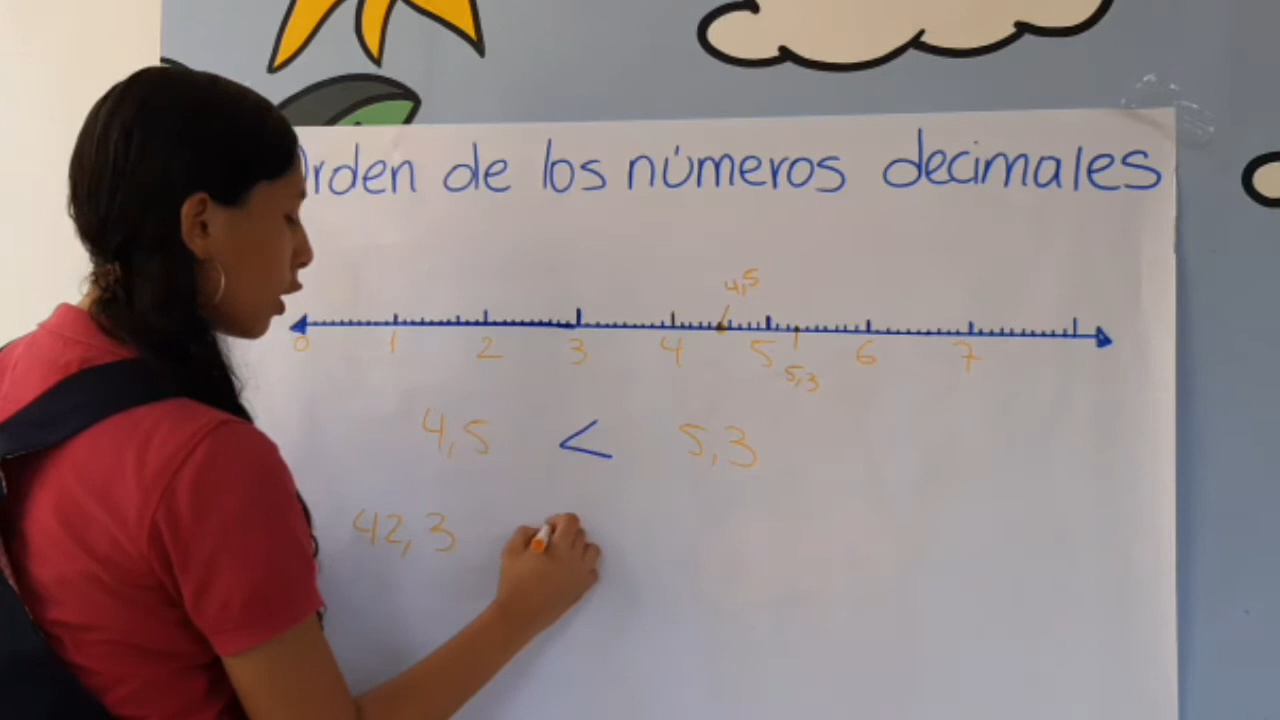 Orden de los números decimales
4,5
0 1 2 3 4 5 6 7
5,3
4,5 < 5,3
42,3